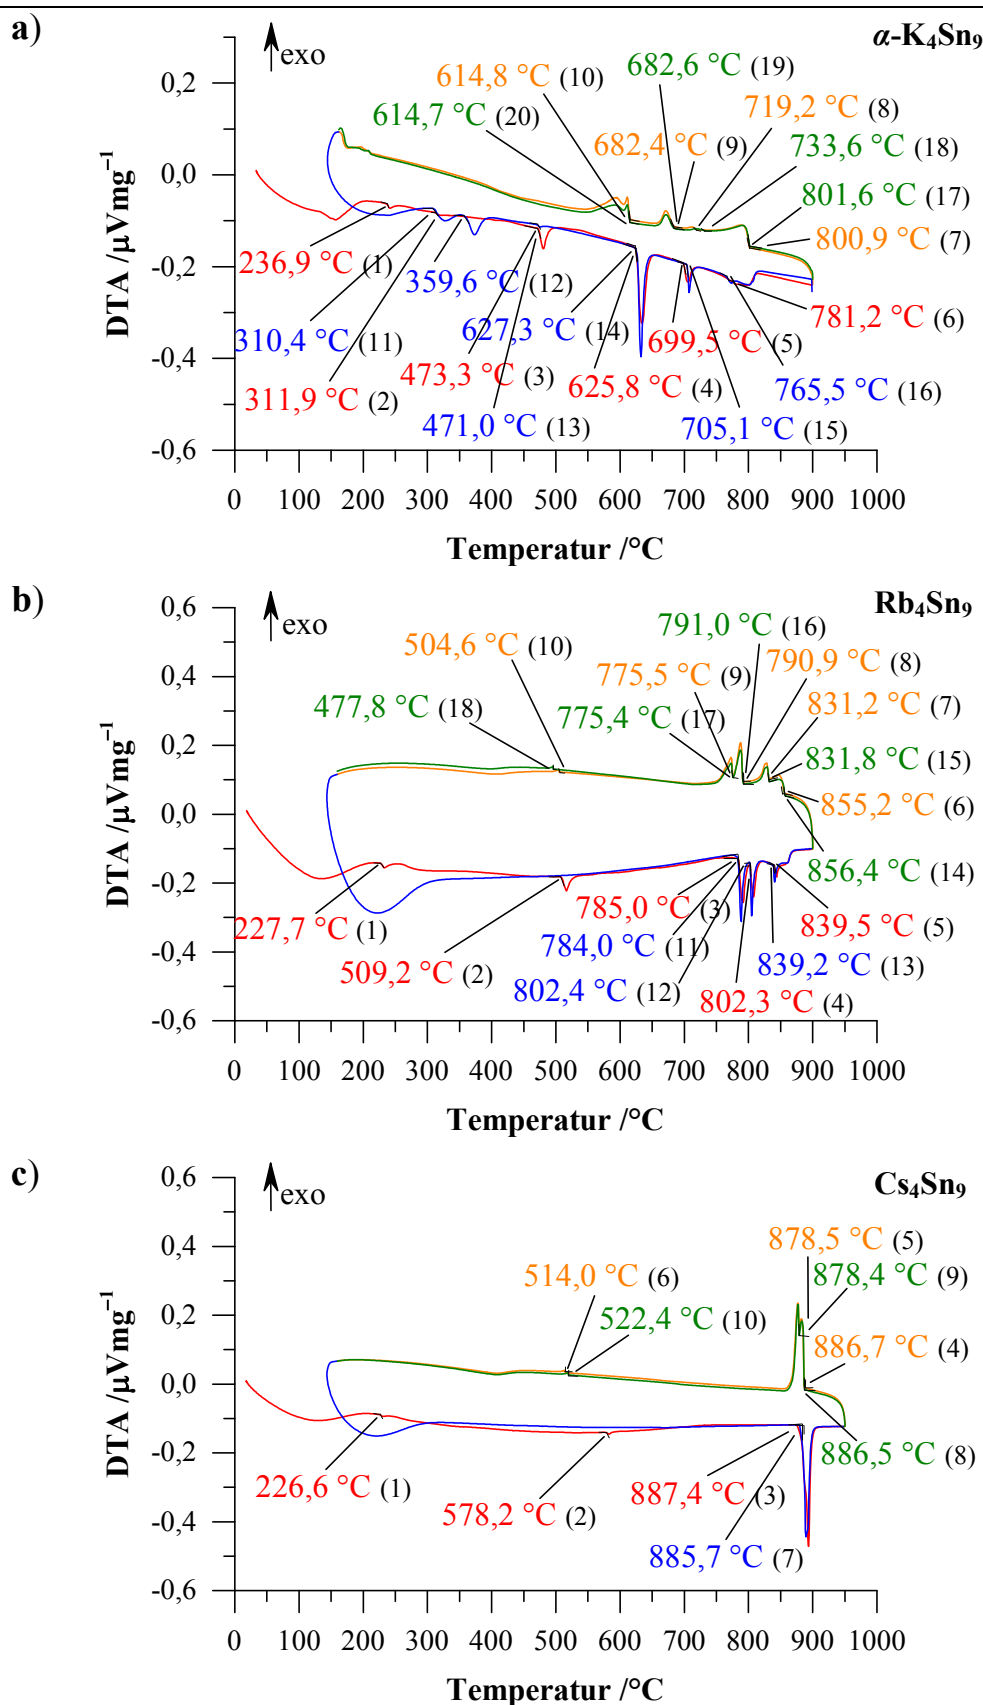 a)
α-K₄Sn₉
exo
614,8 °C (10)
682,6 °C (19)
719,2 °C (8)
614,7 °C (20)
682,4 °C (9)
733,6 °C (18)
801,6 °C (17)
800,9 °C (7)
236,9 °C (1)
359,6 °C (12)
310,4 °C (11)
627,3 °C (14)
699,5 °C (5)
781,2 °C (6)
311,9 °C (2)
473,3 °C (3)
625,8 °C (4)
765,5 °C (16)
471,0 °C (13)
705,1 °C (15)
DTA /µVmg⁻¹
0,2
0,0
-0,2
-0,4
-0,6
0 100 200 300 400 500 600 700 800 900 1000
Temperatur /°C
b)
Rb₄Sn₉
exo
504,6 °C (10)
791,0 °C (16)
790,9 °C (8)
775,5 °C (9)
831,2 °C (7)
477,8 °C (18)
775,4 °C (17)
831,8 °C (15)
855,2 °C (6)
856,4 °C (14)
227,7 °C (1)
785,0 °C (3)
839,5 °C (5)
509,2 °C (2)
784,0 °C (11)
839,2 °C (13)
802,4 °C (12)
802,3 °C (4)
DTA /µVmg⁻¹
0,6
0,4
0,2
0,0
-0,2
-0,4
-0,6
0 100 200 300 400 500 600 700 800 900 1000
Temperatur /°C
c)
Cs₄Sn₉
exo
878,5 °C (5)
514,0 °C (6)
878,4 °C (9)
522,4 °C (10)
886,7 °C (4)
886,5 °C (8)
226,6 °C (1)
578,2 °C (2)
887,4 °C (3)
885,7 °C (7)
DTA /µVmg⁻¹
0,6
0,4
0,2
0,0
-0,2
-0,4
-0,6
0 100 200 300 400 500 600 700 800 900 1000
Temperatur /°C